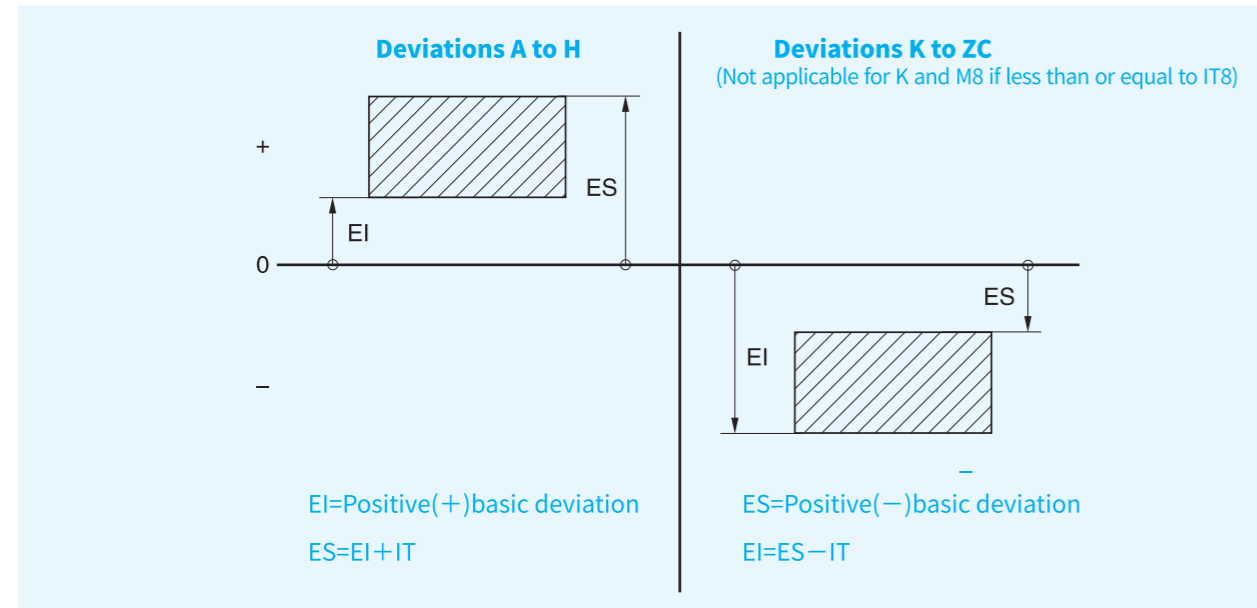 Deviations A to H
+
ES
EI
0
−
EI=Positive(＋)basic deviation
ES=EI＋IT
Deviations K to ZC
(Not applicable for K and M8 if less than or equal to IT8)
ES
EI
−
ES=Positive(－)basic deviation
EI=ES－IT